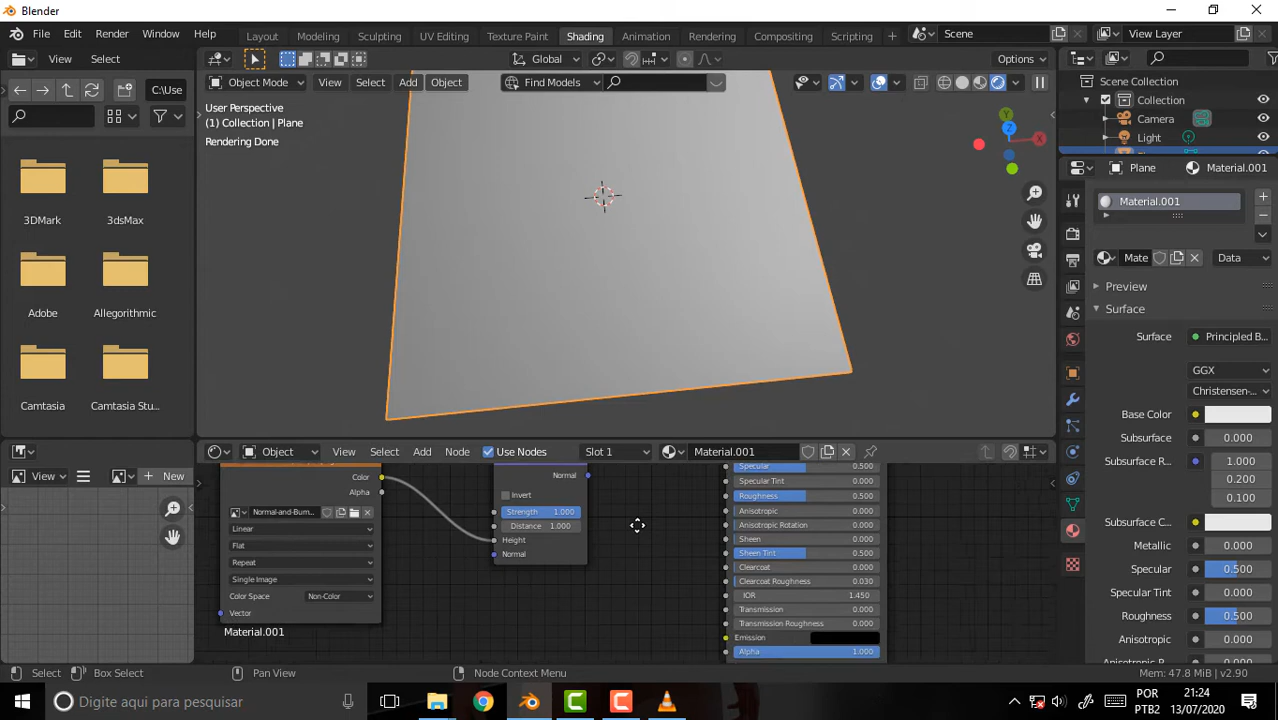 Blender
File Edit Render Window Help
Layout Modeling Sculpting UV Editing Texture Paint Shading Animation Rendering Compositing Scripting
Scene
View Layer
View Select
Global
Options
Object Mode View Select Add Object
Find Models
C:\Use
User Perspective
(1) Collection | Plane
Rendering Done
3DMark
3dsMax
Adobe
Allegorithmic
Camtasia
Camtasia Stu...
Y
Z
X
Scene Collection
Collection
Camera
Light
Plane
Material.001
Material.001
Mate
Data
Preview
Surface
Surface
Principled B...
GGX
Christensen-...
Base Color
Subsurface 0.000
Subsurface R... 1.000
0.200
0.100
Subsurface C...
Metallic 0.000
Specular 0.500
Specular Tint 0.000
Roughness 0.500
Anisotropic 0.000
View
New
Object View Select Add Node Use Nodes Slot 1 Material.001
Color
Alpha
Normal-and-Bum...
Linear
Flat
Repeat
Single Image
Color Space Non-Color
Vector
Material.001
Normal
Invert
Strength 1.000
Distance 1.000
Height
Normal
Specular 0.500
Specular Tint 0.000
Roughness 0.500
Anisotropic 0.000
Anisotropic Rotation 0.000
Sheen 0.000
Sheen Tint 0.500
Clearcoat 0.000
Clearcoat Roughness 0.030
IOR 1.450
Transmission 0.000
Transmission Roughness 0.000
Emission
Alpha 1.000
Select Box Select Pan View Node Context Menu Mem: 47.8 MiB | v2.90
Digite aqui para pesquisar
POR
PTB2
21:24
13/07/2020